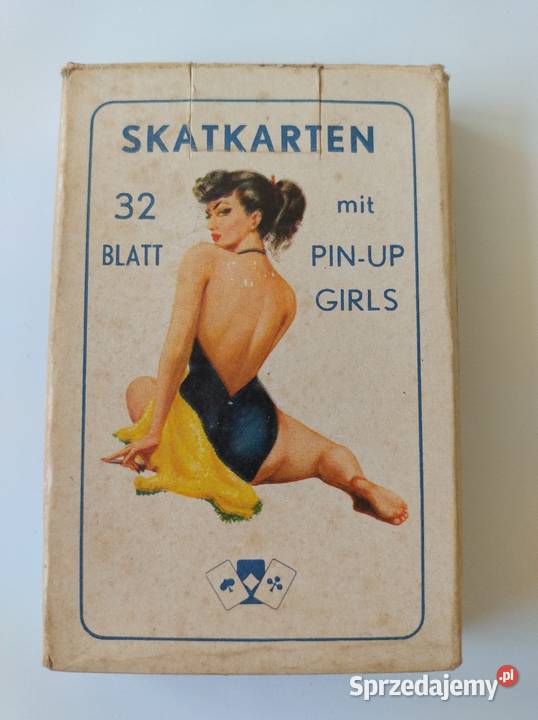 SKATKARTEN
32
BLATT
mit
PIN-UP
GIRLS
Sprzedajemy.pl